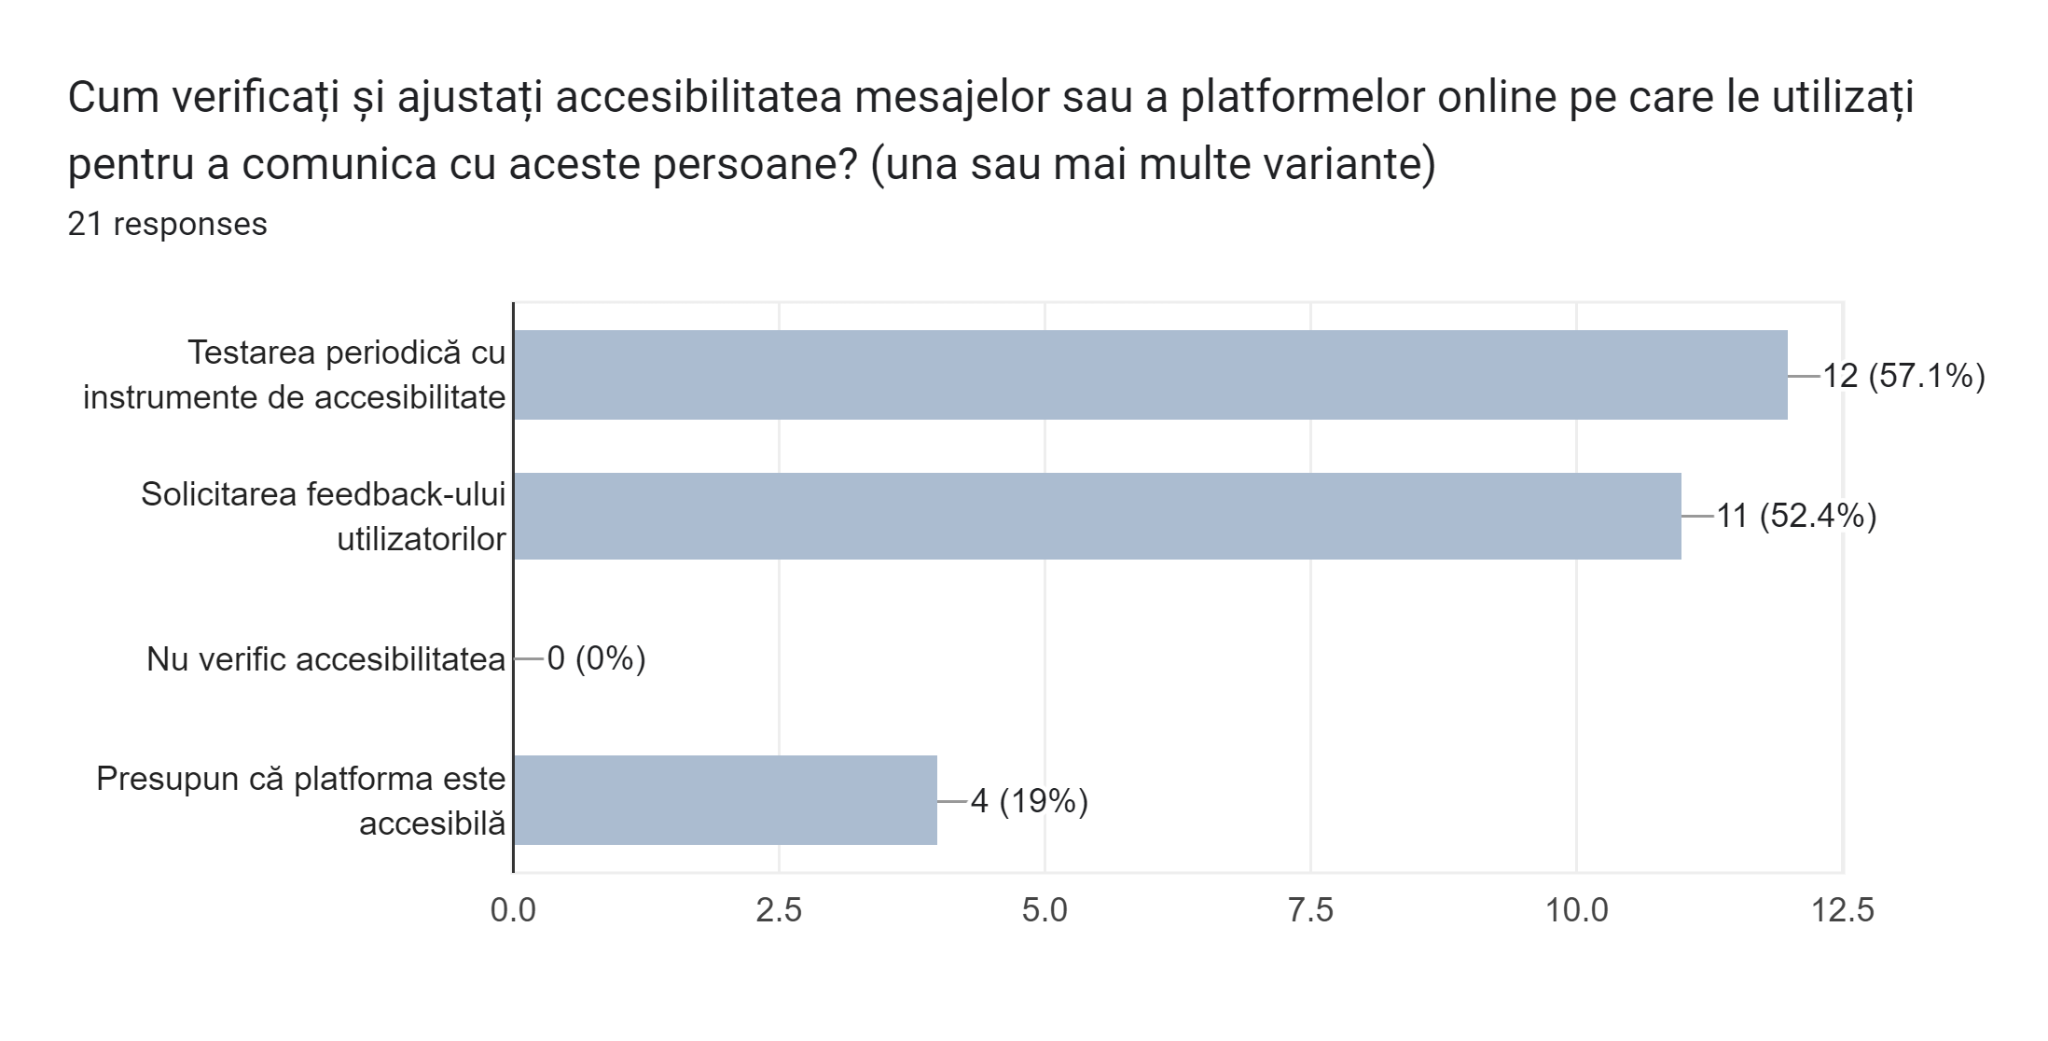 Cum verificați și ajustați accesibilitatea mesajelor sau a platformelor online pe care le utilizați
pentru a comunica cu aceste persoane? (una sau mai multe variante)
21 responses
Testarea periodică cu
instrumente de accesibilitate
12 (57.1%)
Solicitarea feedback-ului
utilizatorilor
11 (52.4%)
Nu verific accesibilitatea
0 (0%)
Presupun că platforma este
accesibilă
4 (19%)
0.0 2.5 5.0 7.5 10.0 12.5